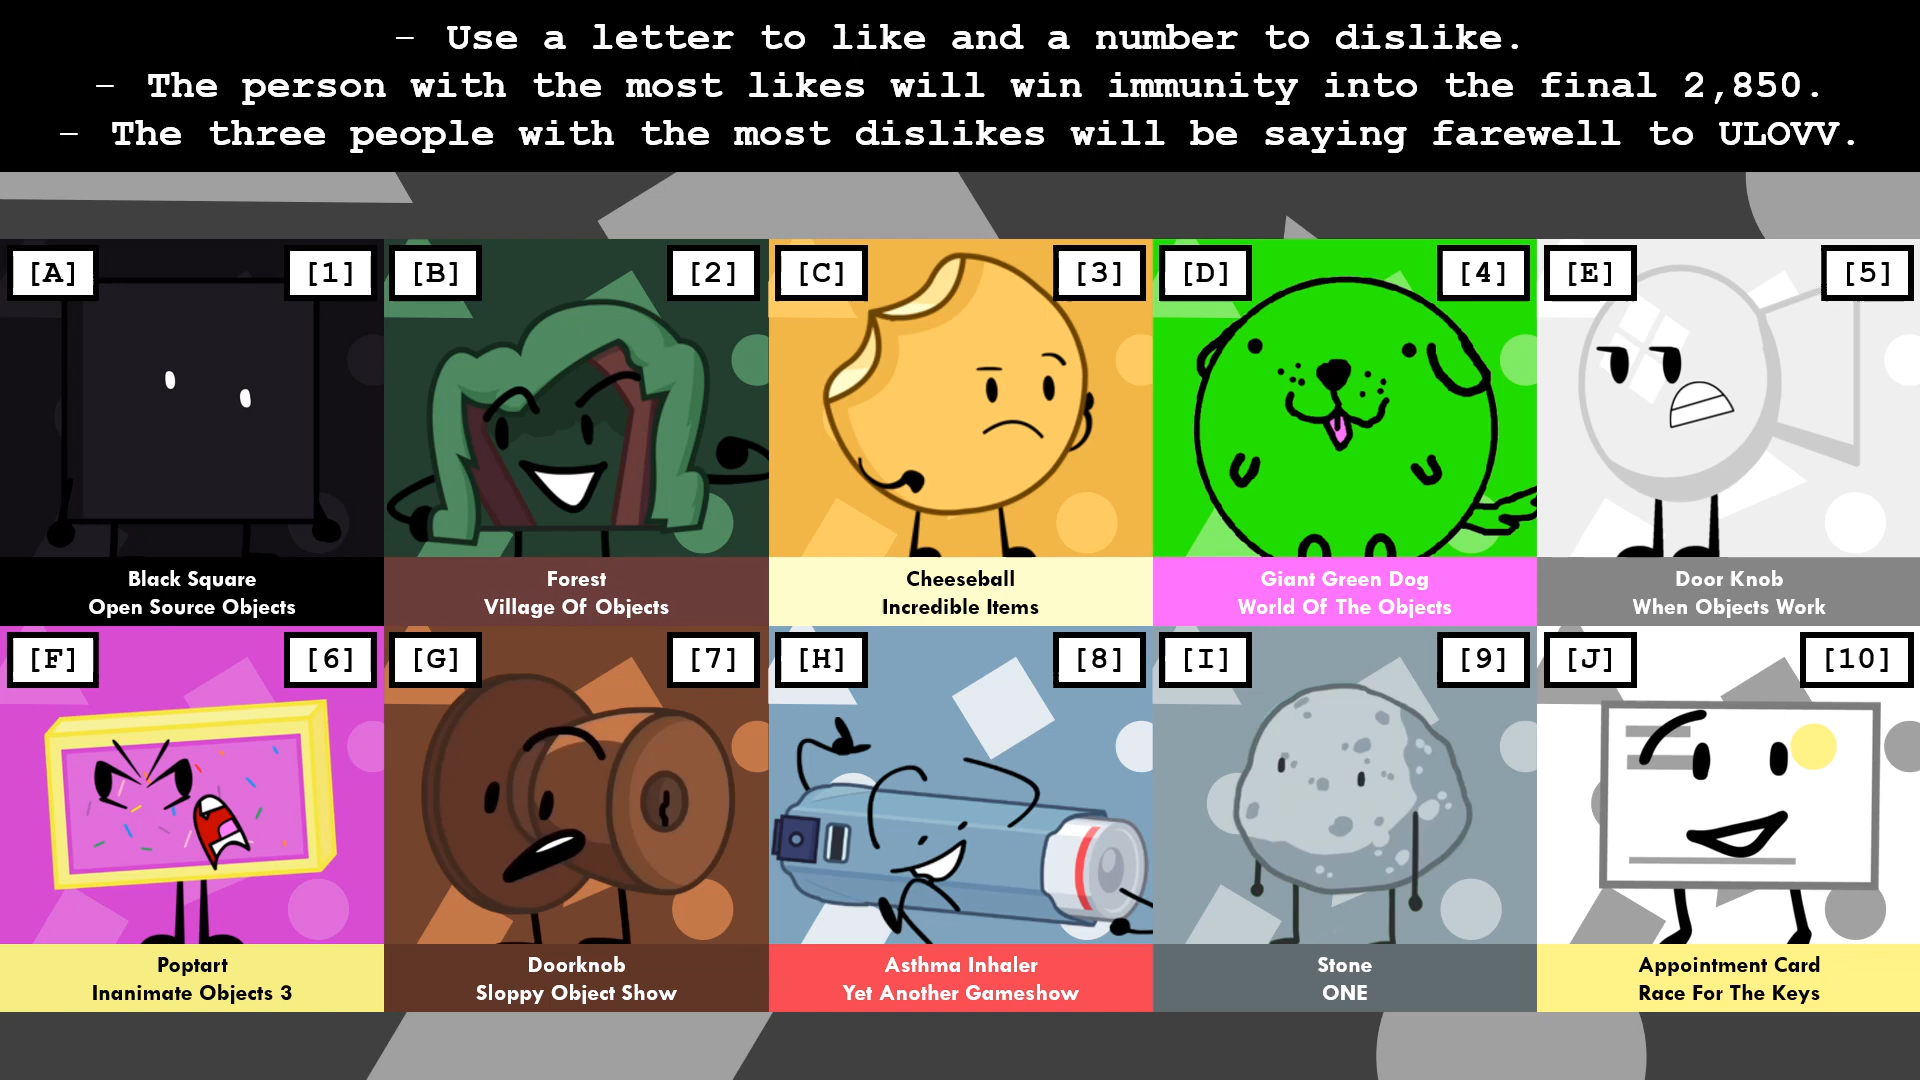 - Use a letter to like and a number to dislike.
- The person with the most likes will win immunity into the final 2,850.
- The three people with the most dislikes will be saying farewell to ULOVV.
[A] [1] [B] [2] [C] [3] [D] [4] [E] [5]
Black Square
Open Source Objects
Forest
Village Of Objects
Cheeseball
Incredible Items
Giant Green Dog
World Of The Objects
Door Knob
When Objects Work
[F] [6] [G] [7] [H] [8] [I] [9] [J] [10]
Poptart
Inanimate Objects 3
Doorknob
Sloppy Object Show
Asthma Inhaler
Yet Another Gameshow
Stone
ONE
Appointment Card
Race For The Keys